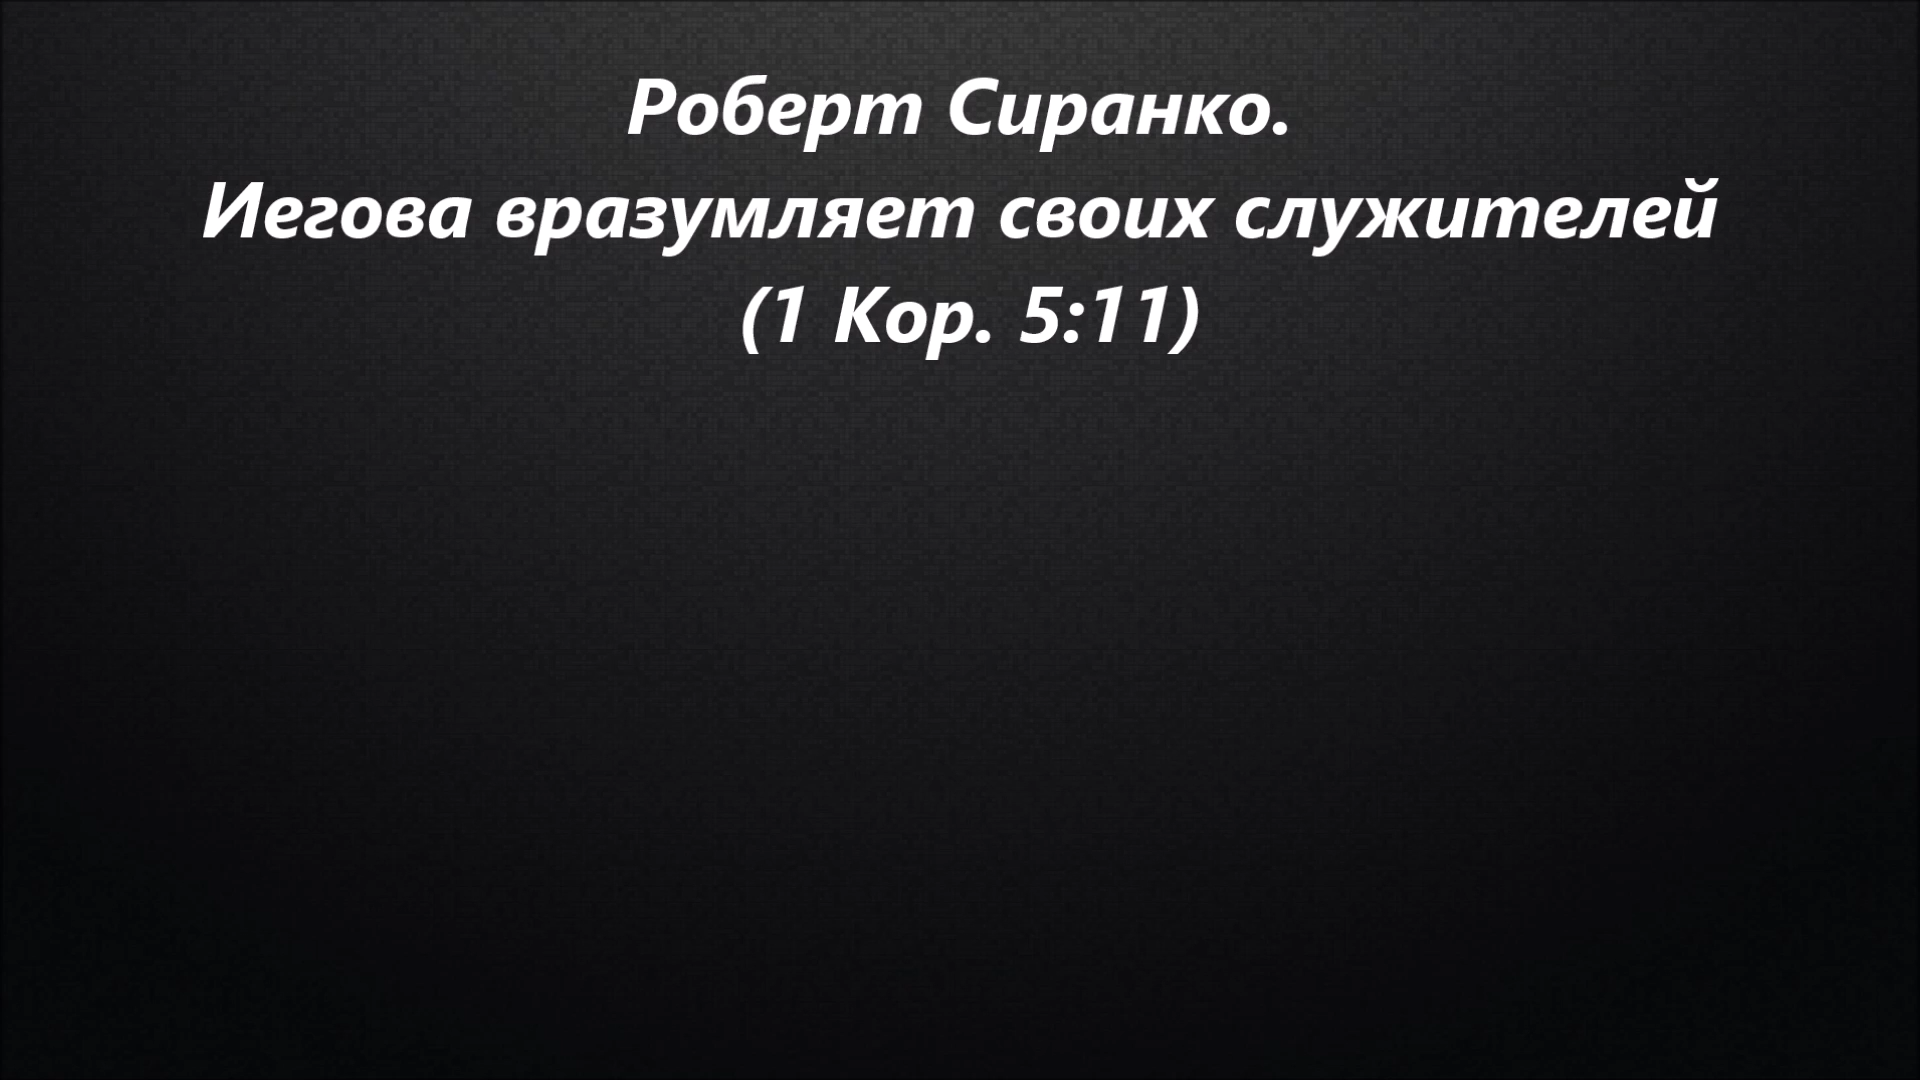 Роберт Сиранко.
Иегова вразумляет своих служителей
(1 Кор. 5:11)